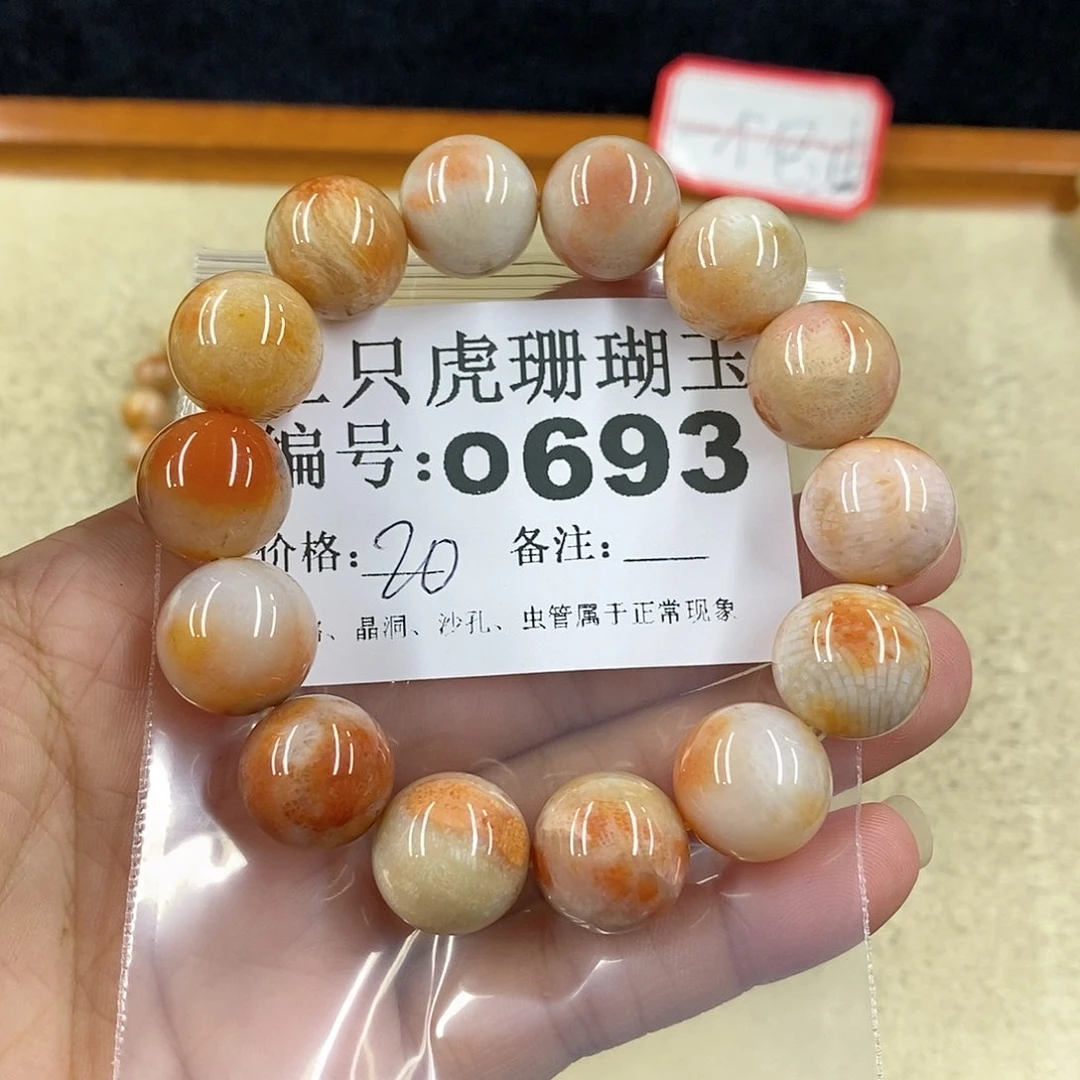 只虎珊瑚玉
编号:0693
价格: 20 备注:
、晶洞、沙孔、虫管属于正常现象